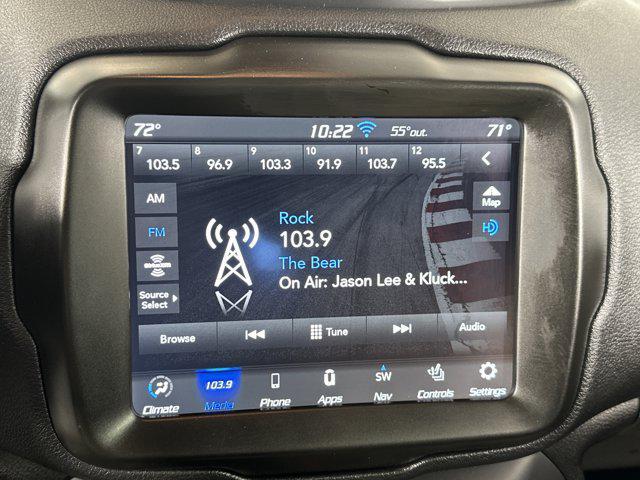 72° 10:22 55°out. 71°
7 8 9 10 11 12
103.5 96.9 103.3 91.9 103.7 95.5
AM
Map
FM
HD
Rock
103.9
The Bear
On Air: Jason Lee & Kluck...
SiriusXM
Source
Select
Browse Tune Audio
103.9 SW
Climate Media Phone Apps Nav Controls Settings